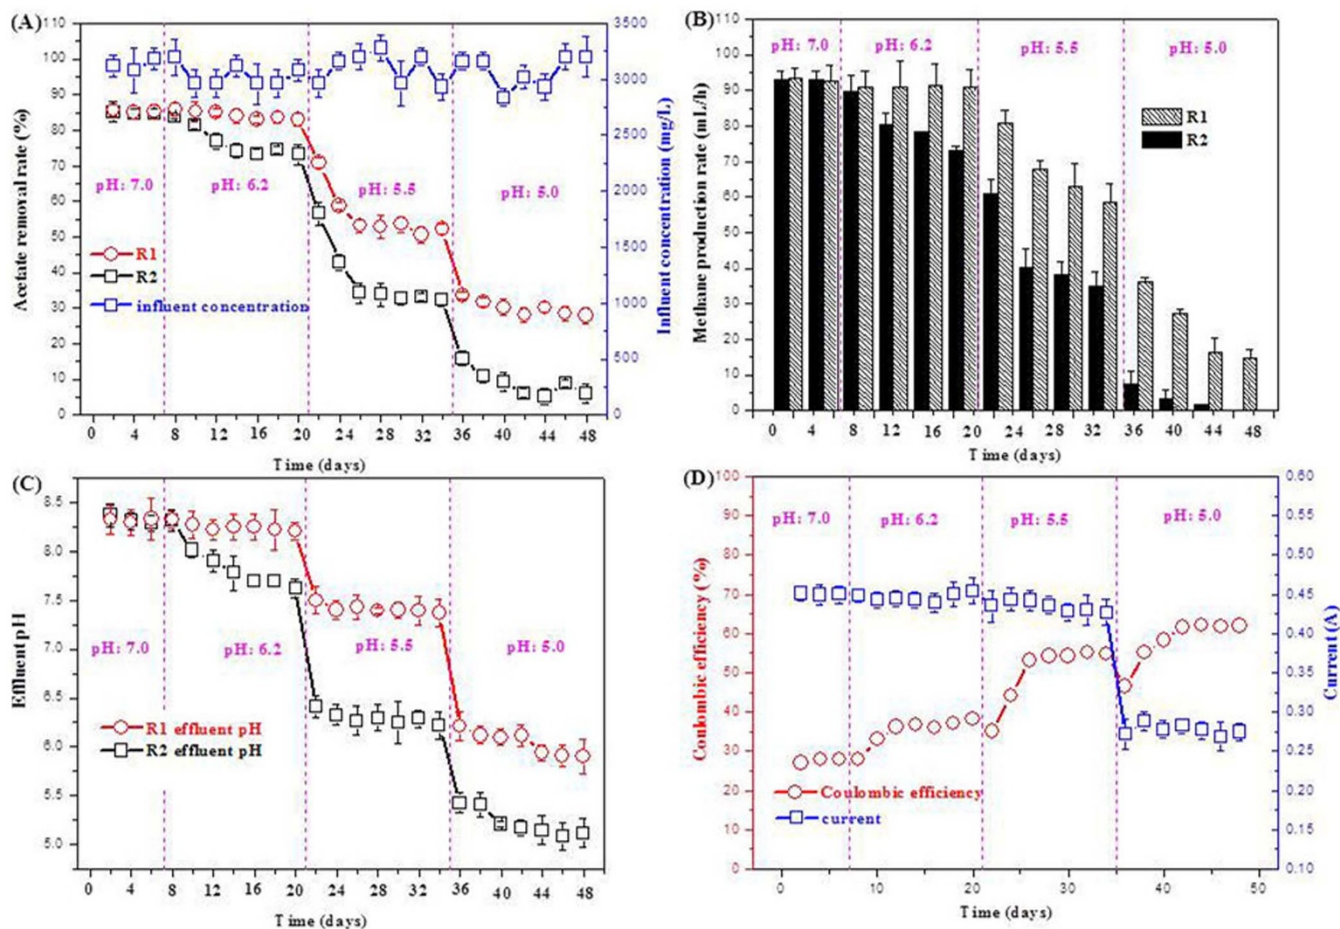 (A)
110
100
90
80
70
60
50
40
30
20
10
0
Acetate removal rate (%)
pH: 7.0
pH: 6.2
pH: 5.5
pH: 5.0
R1
R2
influent concentration
3500
3000
2500
2000
1500
1000
500
0
Influent concentration (mg/L)
0 4 8 12 16 20 24 28 32 36 40 44 48
Time (days)
(B)
110
100
90
80
70
60
50
40
30
20
10
0
Methane production rate (mL/h)
pH: 7.0
pH: 6.2
pH: 5.5
pH: 5.0
R1
R2
0 4 8 12 16 20 24 28 32 36 40 44 48
Time (days)
(C)
8.5
8.0
7.5
7.0
6.5
6.0
5.5
5.0
Effluent pH
pH: 7.0
pH: 6.2
pH: 5.5
pH: 5.0
R1 effluent pH
R2 effluent pH
0 4 8 12 16 20 24 28 32 36 40 44 48
Time (days)
(D)
100
90
80
70
60
50
40
30
20
10
0
Coulombic efficiency (%)
pH: 7.0
pH: 6.2
pH: 5.5
pH: 5.0
Coulombic efficiency
current
0.60
0.55
0.50
0.45
0.40
0.35
0.30
0.25
0.20
0.15
0.10
Current (A)
0 10 20 30 40 50
Time (days)